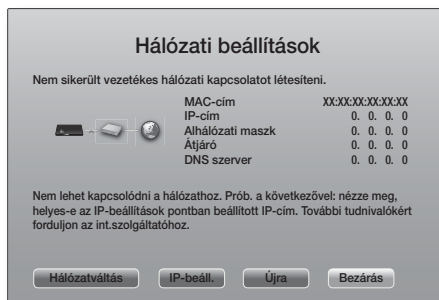 Hálózati beállítások
Nem sikerült vezetékes hálózati kapcsolatot létesíteni.
MAC-cím XX:XX:XX:XX:XX:XX
IP-cím 0. 0. 0. 0
Alhálózati maszk 0. 0. 0. 0
Átjáró 0. 0. 0. 0
DNS szerver 0. 0. 0. 0
Nem lehet kapcsolódni a hálózathoz. Prób. a következővel: nézze meg,
helyes-e az IP-beállítások pontban beállított IP-cím. További tudnivalókért
forduljon az int.szolgáltatóhoz.
Hálózatváltás IP-beáll. Újra Bezárás